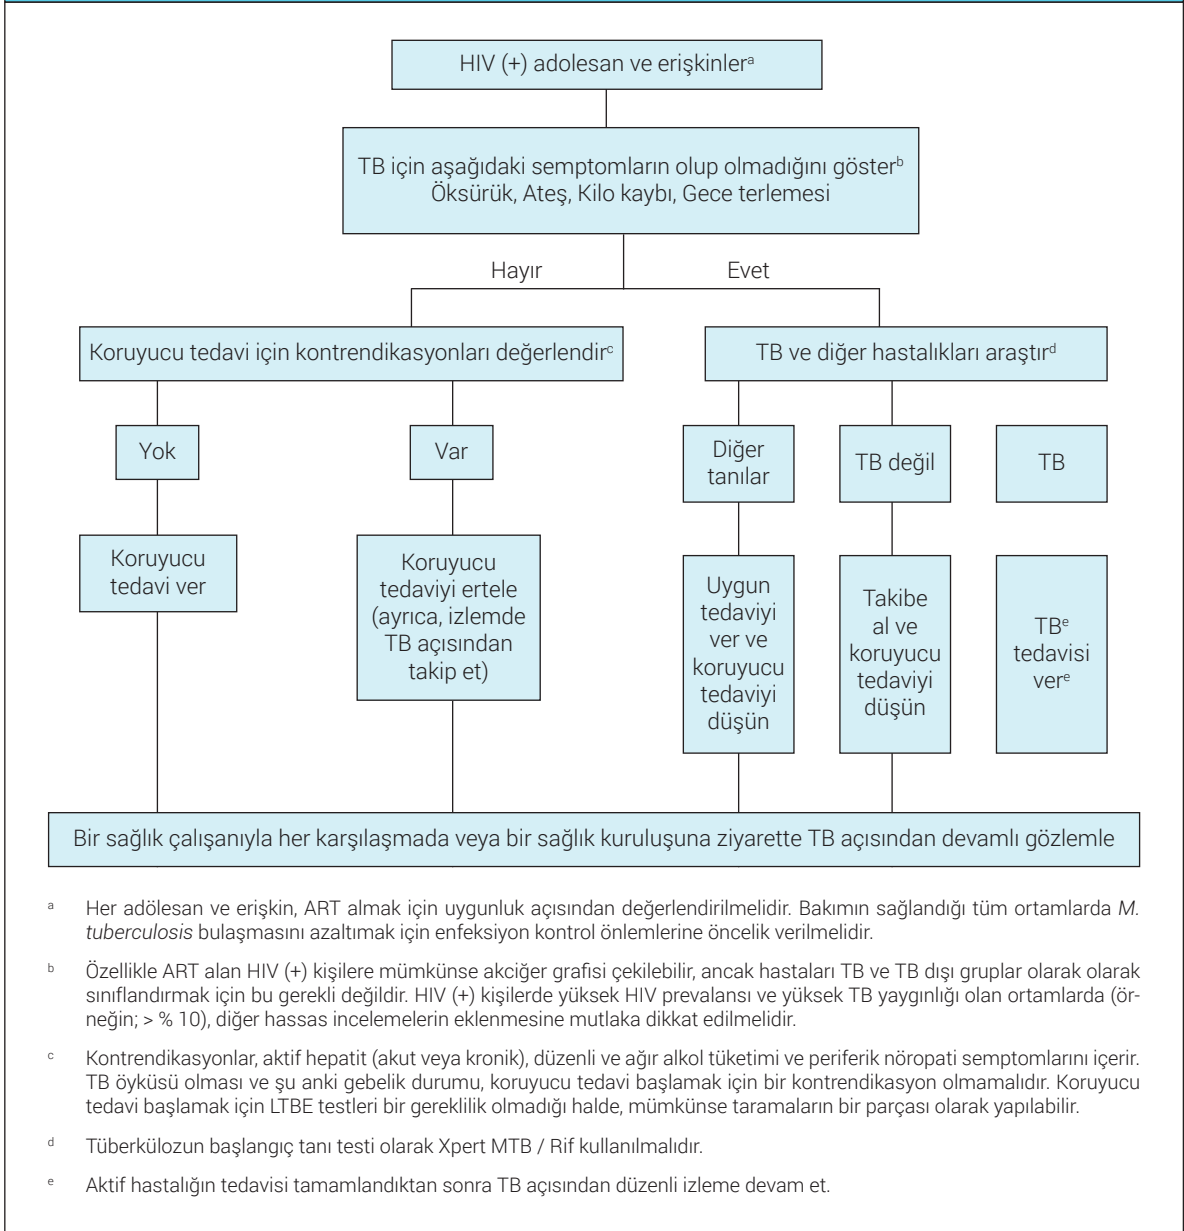 HIV (+) adolesan ve erişkinlerᵃ
TB için aşağıdaki semptomların olup olmadığını gösterᵇ
Öksürük, Ateş, Kilo kaybı, Gece terlemesi
Hayır
Evet
Koruyucu tedavi için kontrendikasyonları değerlendirᶜ
TB ve diğer hastalıkları araştırᵈ
Yok
Var
Diğer
tanılar
TB değil
TB
Koruyucu
tedavi ver
Koruyucu
tedaviyi ertele
(ayrıca, izlemde
TB açısından
takip et)
Uygun
tedaviyi
ver ve
koruyucu
tedaviyi
düşün
Takibe
al ve
koruyucu
tedaviyi
düşün
TBᵉ
tedavisi
verᵉ
Bir sağlık çalışanıyla her karşılaşmada veya bir sağlık kuruluşuna ziyarette TB açısından devamlı gözlemle
ᵃ Her adölesan ve erişkin, ART almak için uygunluk açısından değerlendirilmelidir. Bakımın sağlandığı tüm ortamlarda M.
tuberculosis bulaşmasını azaltımak için enfeksiyon kontrol önlemlerine öncelik verilmelidir.
ᵇ Özellikle ART alan HIV (+) kişilere mümkünse akciğer grafisi çekilebilir, ancak hastaları TB ve TB dışı gruplar olarak olarak
sınıflandırmak için bu gerekli değildir. HIV (+) kişilerde yüksek HIV prevalansı ve yüksek TB yaygınlığı olan ortamlarda (ör-
neğin; > % 10), diğer hassas incelemelerin eklenmesine mutlaka dikkat edilmelidir.
ᶜ Kontrendikasyonlar, aktif hepatit (akut veya kronik), düzenli ve ağır alkol tüketimi ve periferik nöropati semptomlarını içerir.
TB öyküsü olması ve şu anki gebelik durumu, koruyucu tedavi başlamak için bir kontrendikasyon olmamalıdır. Koruyucu
tedavi başlamak için LTBE testleri bir gereklilik olmadığı halde, mümkünse taramaların bir parçası olarak yapılabilir.
ᵈ Tüberkülozun başlangıç tanı testi olarak Xpert MTB / Rif kullanılmalıdır.
ᵉ Aktif hastalığın tedavisi tamamlandıktan sonra TB açısından düzenli izleme devam et.